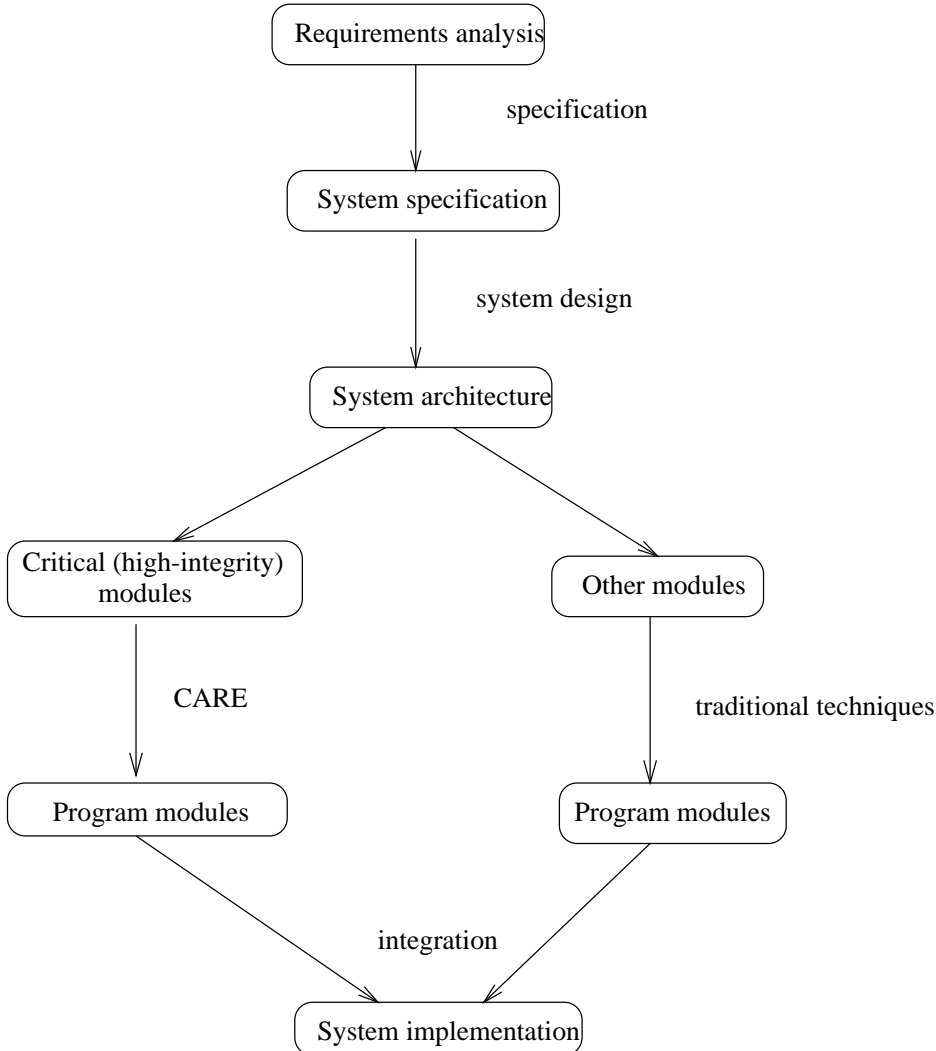 Requirements analysis
specification
System specification
system design
System architecture
Critical (high-integrity)
modules
Other modules
CARE
traditional techniques
Program modules
Program modules
integration
System implementation